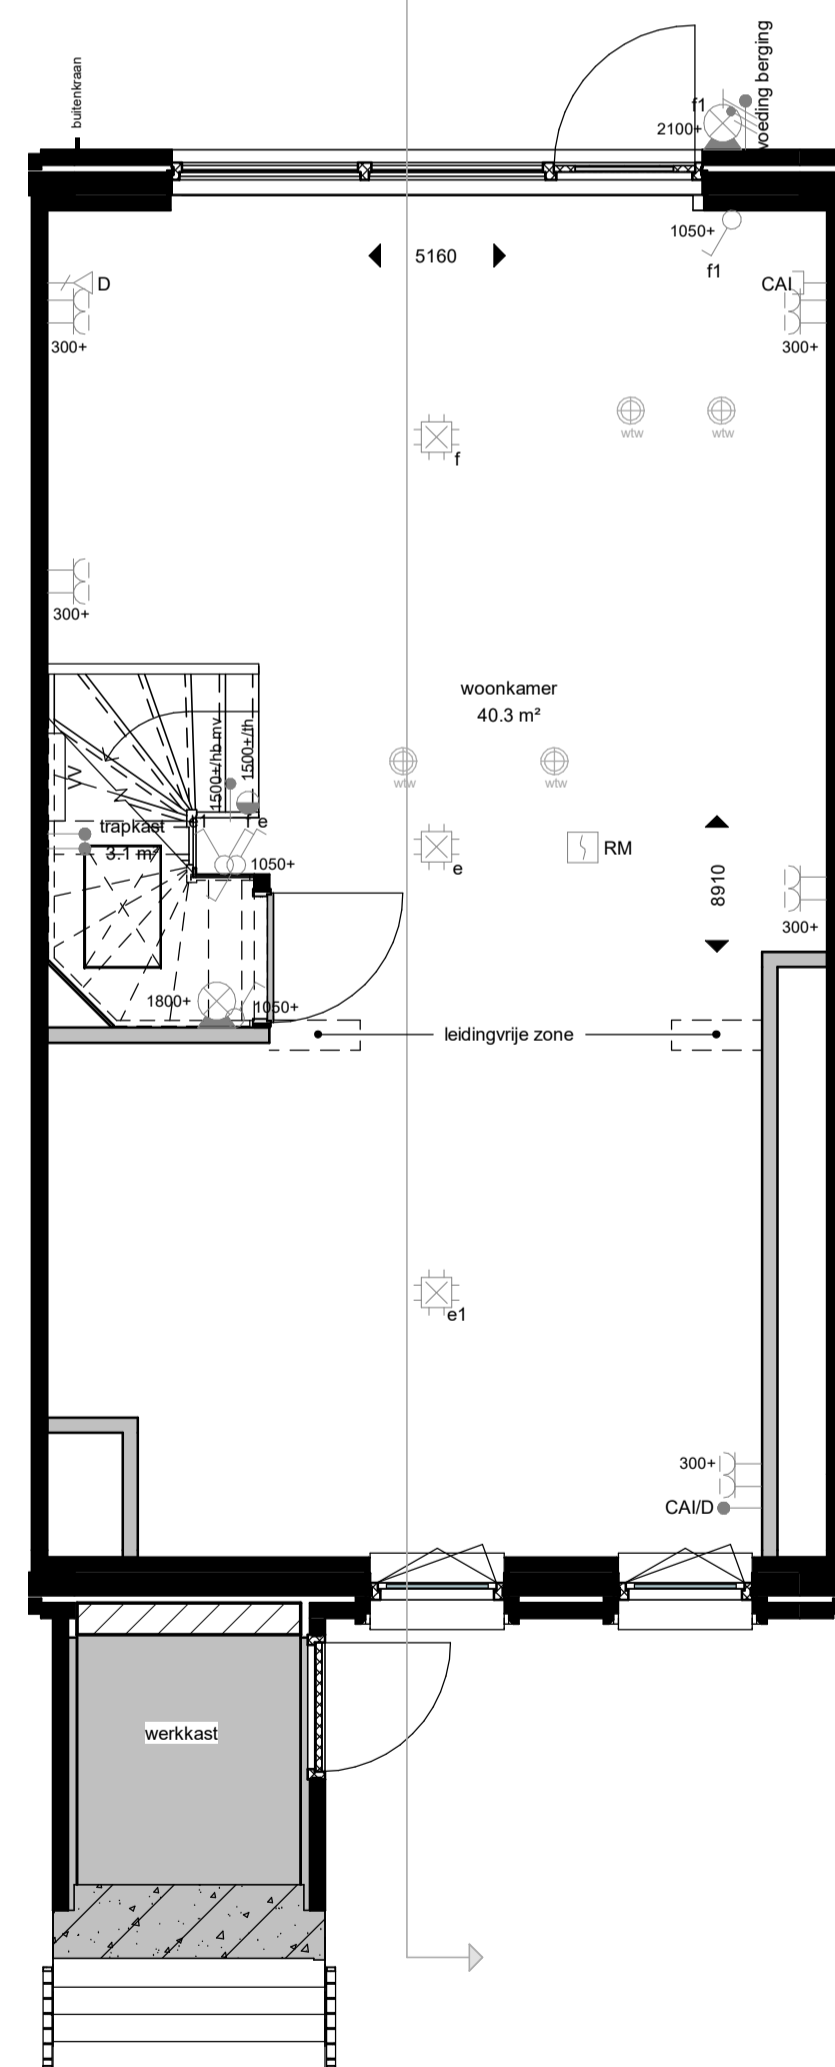 buitenkraan
voeding berging
f1
2100+
1050+
f1
5160
D
300+
CAI
300+
wtw
wtw
f
300+
woonkamer
40.3 m²
1500+/hb mv
1500+/th
W
wtw
wtw
trapkast
3.1 m²
e1
f e
1050+
e
RM
8910
300+
1800+
1050+
leidingvrije zone
e1
300+
CAI/D
werkkast